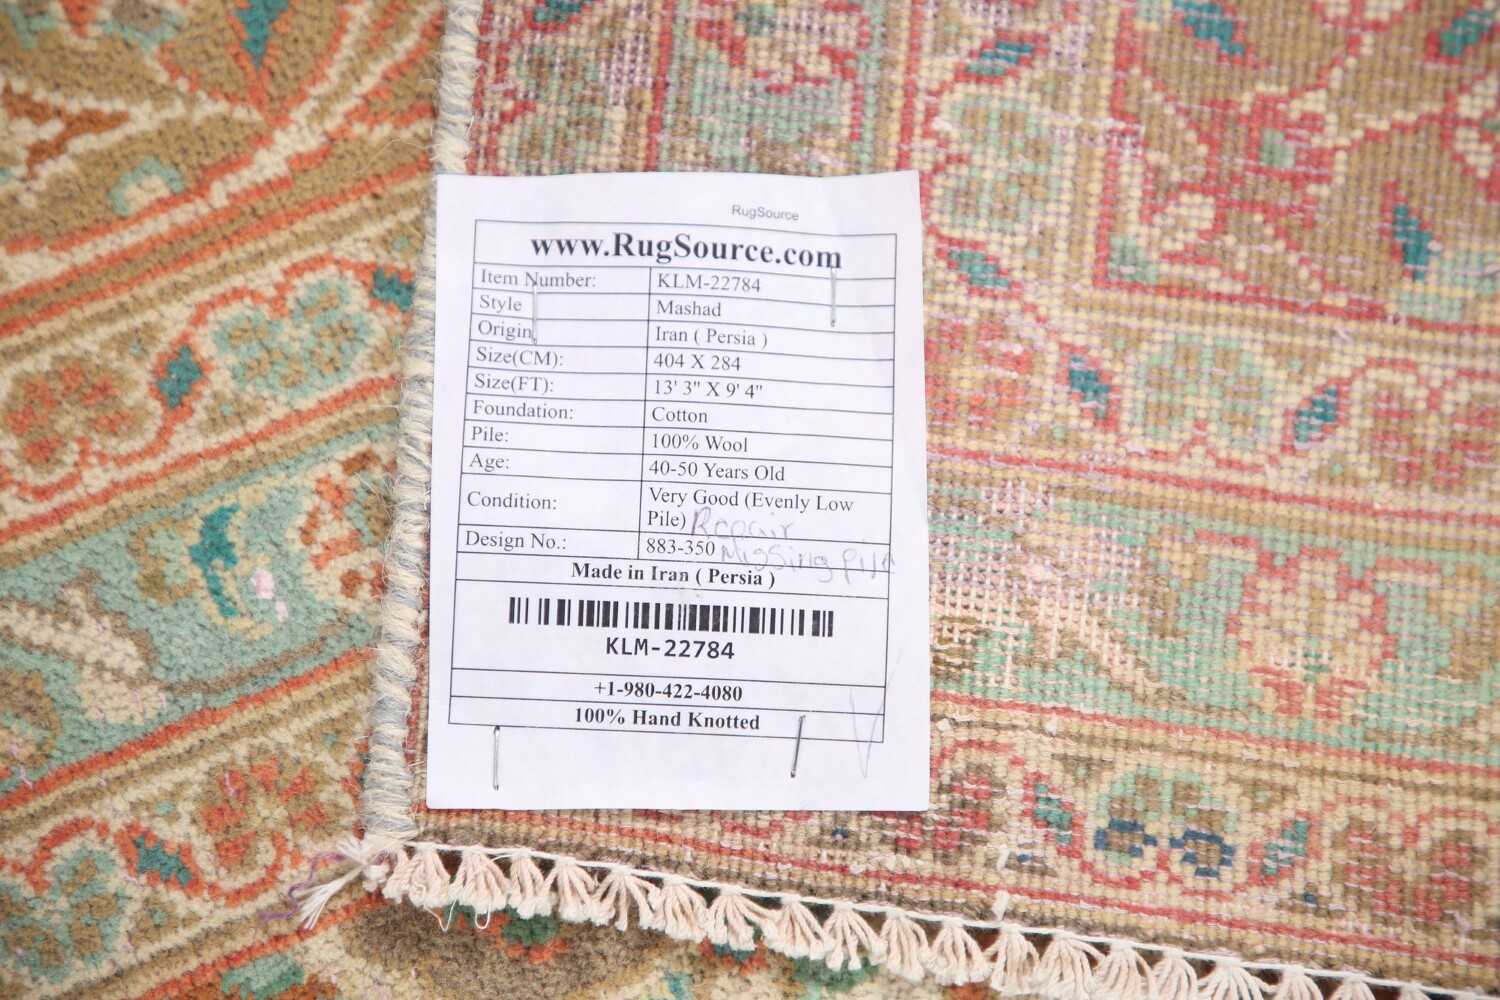 RugSource
www.RugSource.com
Item Number: KLM-22784
Style Mashad
Origin Iran ( Persia )
Size(CM): 404 X 284
Size(FT): 13' 3" X 9' 4"
Foundation: Cotton
Pile: 100% Wool
Age: 40-50 Years Old
Condition: Very Good (Evenly Low
Pile) Repair
Missing Pile
Design No.: 883-350
Made in Iran ( Persia )
KLM-22784
+1-980-422-4080
100% Hand Knotted